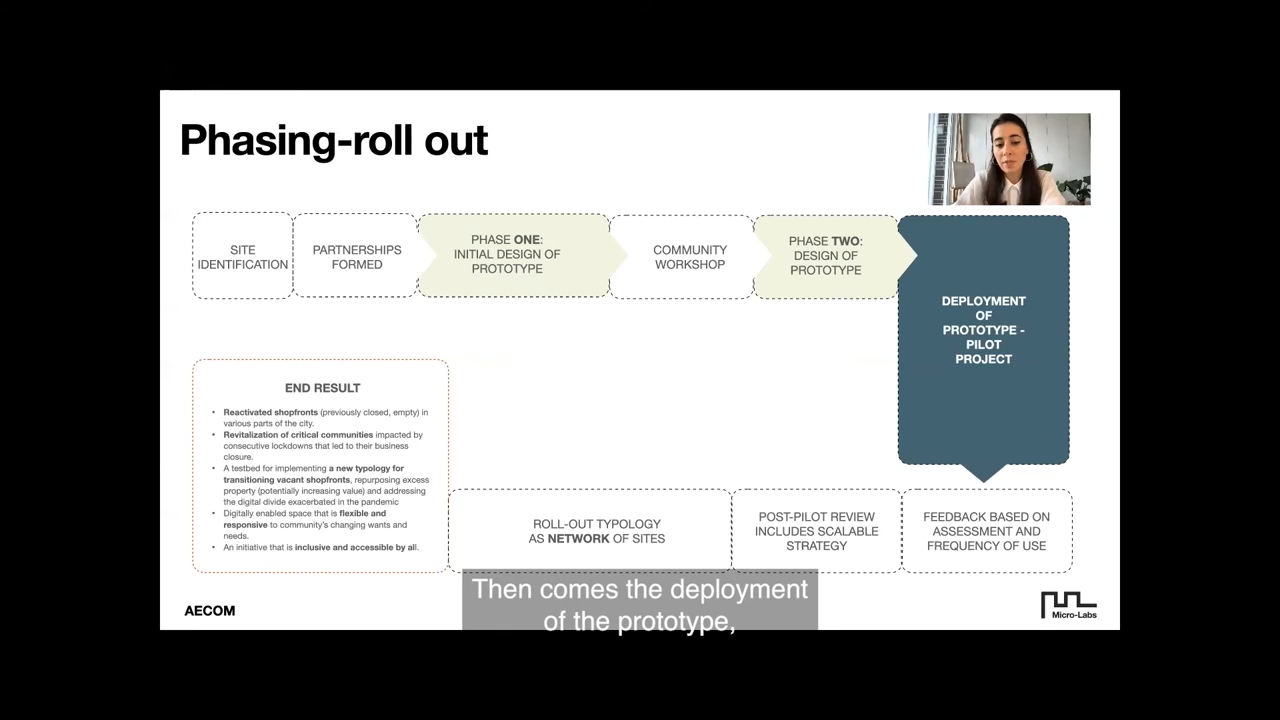 Phasing-roll out
SITE
IDENTIFICATION
PARTNERSHIPS
FORMED
PHASE ONE:
INITIAL DESIGN OF
PROTOTYPE
COMMUNITY
WORKSHOP
PHASE TWO:
DESIGN OF
PROTOTYPE
DEPLOYMENT
OF
PROTOTYPE -
PILOT
PROJECT
FEEDBACK BASED ON
ASSESSMENT AND
FREQUENCY OF USE
POST-PILOT REVIEW
INCLUDES SCALABLE
STRATEGY
ROLL-OUT TYPOLOGY
AS NETWORK OF SITES
END RESULT
• Reactivated shopfronts (previously closed, empty) in
various parts of the city.
• Revitalization of critical communities impacted by
consecutive lockdowns that led to their business
closure.
• A testbed for implementing a new typology for
transitioning vacant shopfronts, repurposing excess
property (potentially increasing value) and addressing
the digital divide exacerbated in the pandemic
• Digitally enabled space that is flexible and
responsive to community's changing wants and
needs.
• An initiative that is inclusive and accessible by all.
Then comes the deployment
of the prototype,
AECOM
Micro-Labs